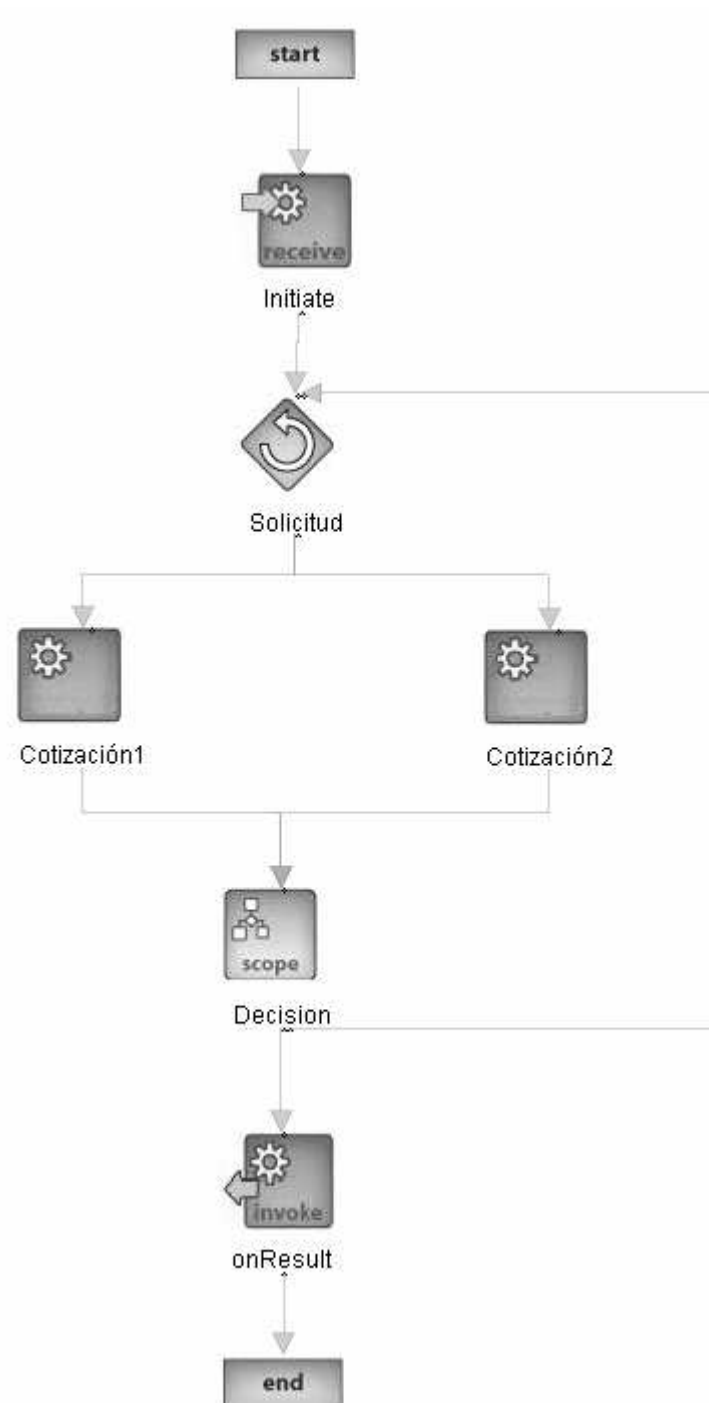 start
receive
Initiate
Solicitud
Cotización1
Cotización2
scope
Decision
invoke
onResult
end